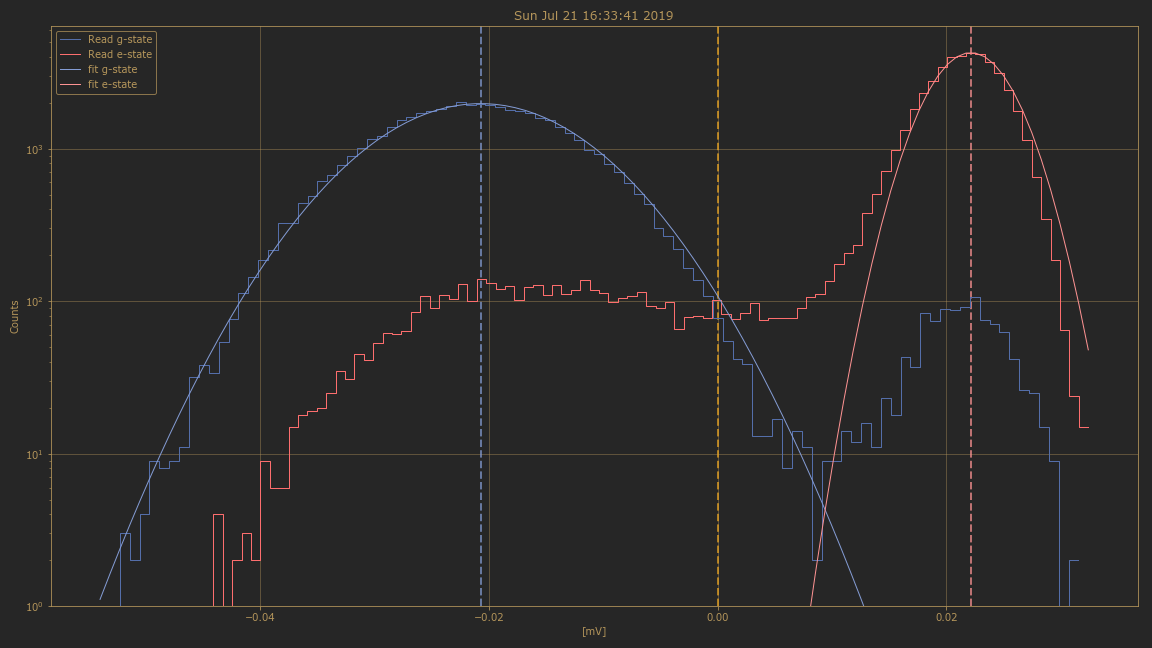 Sun Jul 21 16:33:41 2019
Read g-state
Read e-state
fit g-state
fit e-state
Counts
10³
10²
10¹
10⁰
−0.04
−0.02
0.00
0.02
[mV]